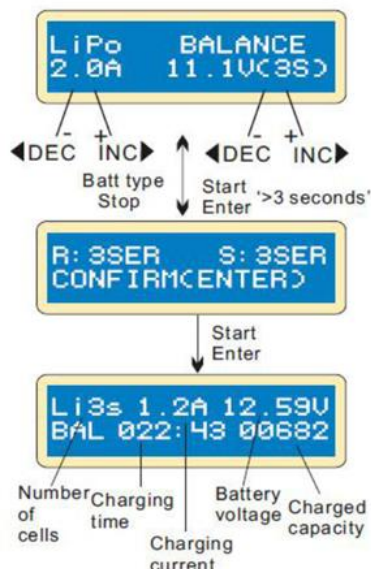 LiPo BALANCE
2.0A 11.1V(3S)
- + - +
◀DEC INC▶ ◀DEC INC▶
Batt type
Stop
Start
Enter '>3 seconds'
R:3SER S:3SER
CONFIRM(ENTER)
Start
Enter
Li3s 1.2A 12.59V
BAL 022:43 00682
Number
of
cells
Charging
time
Charging
current
Battery
voltage
Charged
capacity